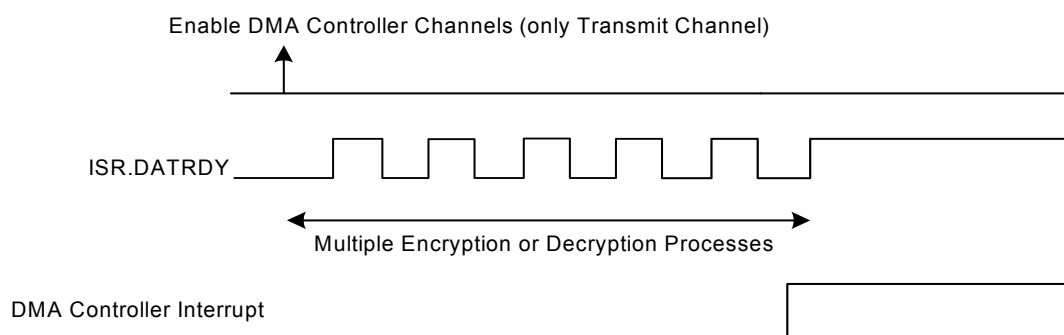 Enable DMA Controller Channels (only Transmit Channel)
ISR.DATRDY
Multiple Encryption or Decryption Processes
DMA Controller Interrupt